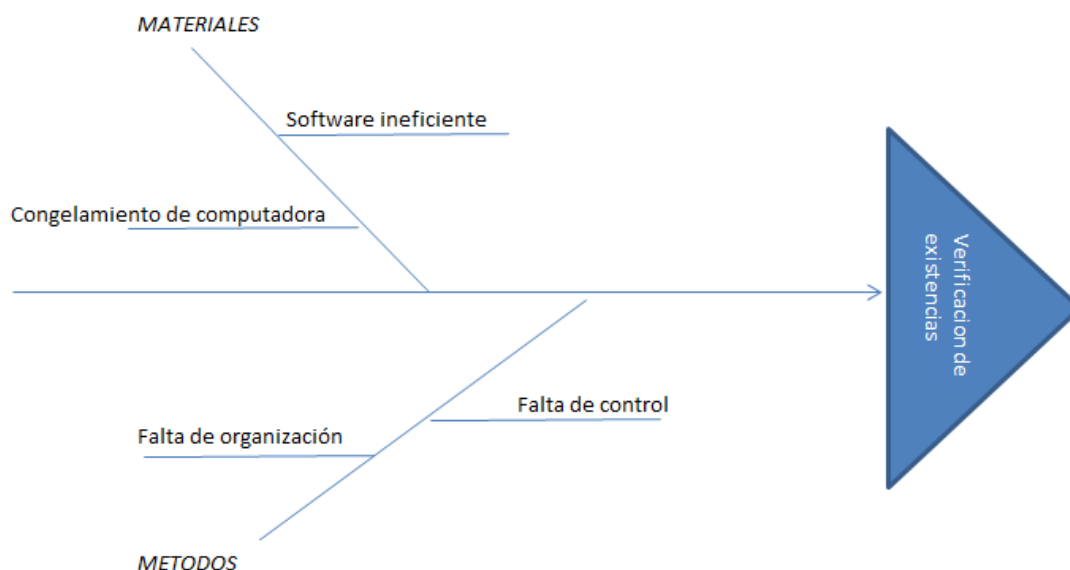 MATERIALES
Software ineficiente
Congelamiento de computadora
Verificacion de
existencias
Falta de control
Falta de organización
METODOS